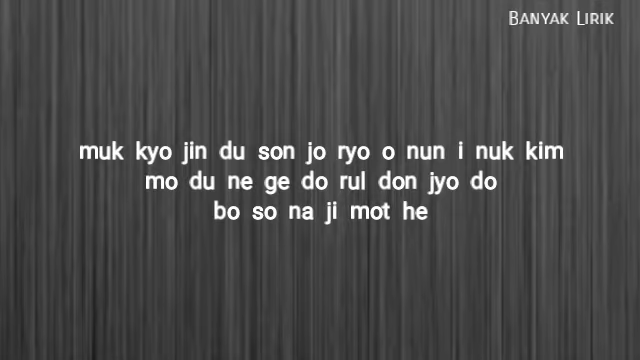 BANYAK LIRIK
muk kyo jin du son jo ryo o nun i nuk kim
mo du ne ge do rul don jyo do
bo so na ji mot he